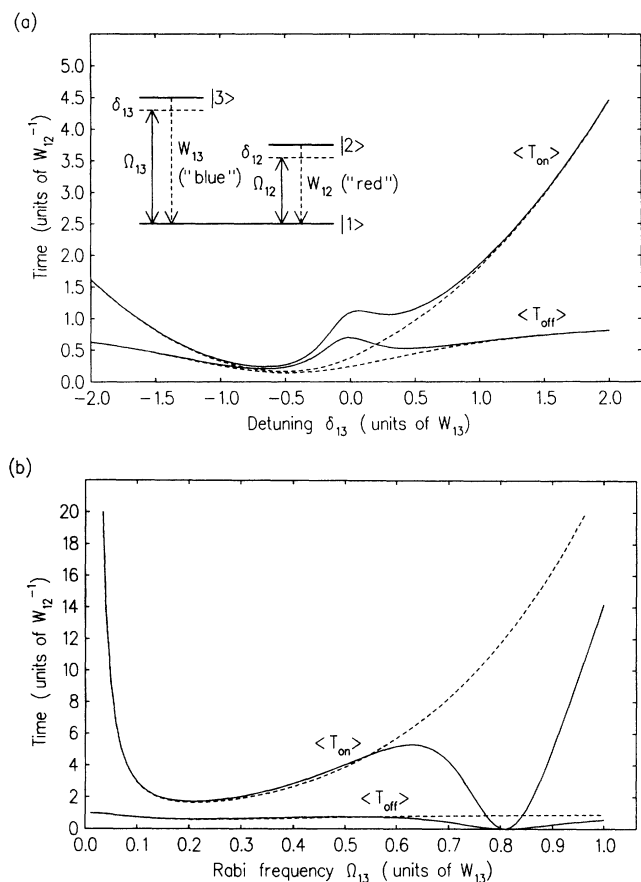 (a)
Time (units of W₁₂⁻¹)
5.0
4.5
4.0
3.5
3.0
2.5
2.0
1.5
1.0
0.5
0.0
δ₁₃
|3>
Ω₁₃
W₁₃
("blue")
δ₁₂
|2>
Ω₁₂
W₁₂ ("red")
|1>
<T_on>
<T_off>
−2.0 −1.5 −1.0 −0.5 0.0 0.5 1.0 1.5 2.0
Detuning δ₁₃ ( units of W₁₃)
(b)
Time ( units of W₁₂⁻¹)
20
18
16
14
12
10
8
6
4
2
0
<T_on>
<T_off>
0.0 0.1 0.2 0.3 0.4 0.5 0.6 0.7 0.8 0.9 1.0
Rabi frequency Ω₁₃ ( units of W₁₃)